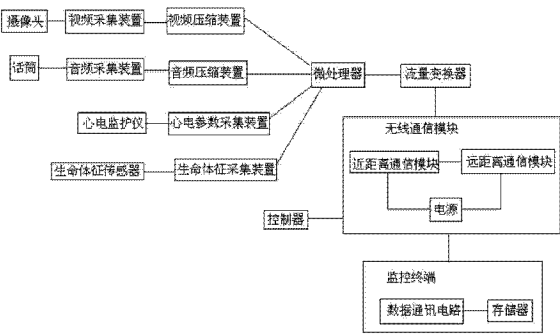 摄像头
视频采集装置
视频压缩装置
话筒
音频采集装置
音频压缩装置
微处理器
流量变换器
心电监护仪
心电参数采集装置
无线通信模块
生命体征传感器
生命体征采集装置
近距离通信模块
远距离通信模块
电源
控制器
监控终端
数据通讯电路
存储器